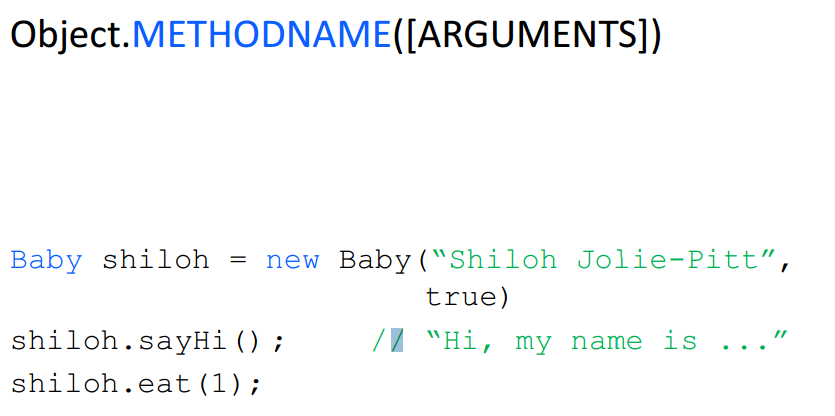 Object.METHODNAME([ARGUMENTS])
Baby shiloh = new Baby(“Shiloh Jolie-Pitt”,
true)
shiloh.sayHi(); // “Hi, my name is ...”
shiloh.eat(1);